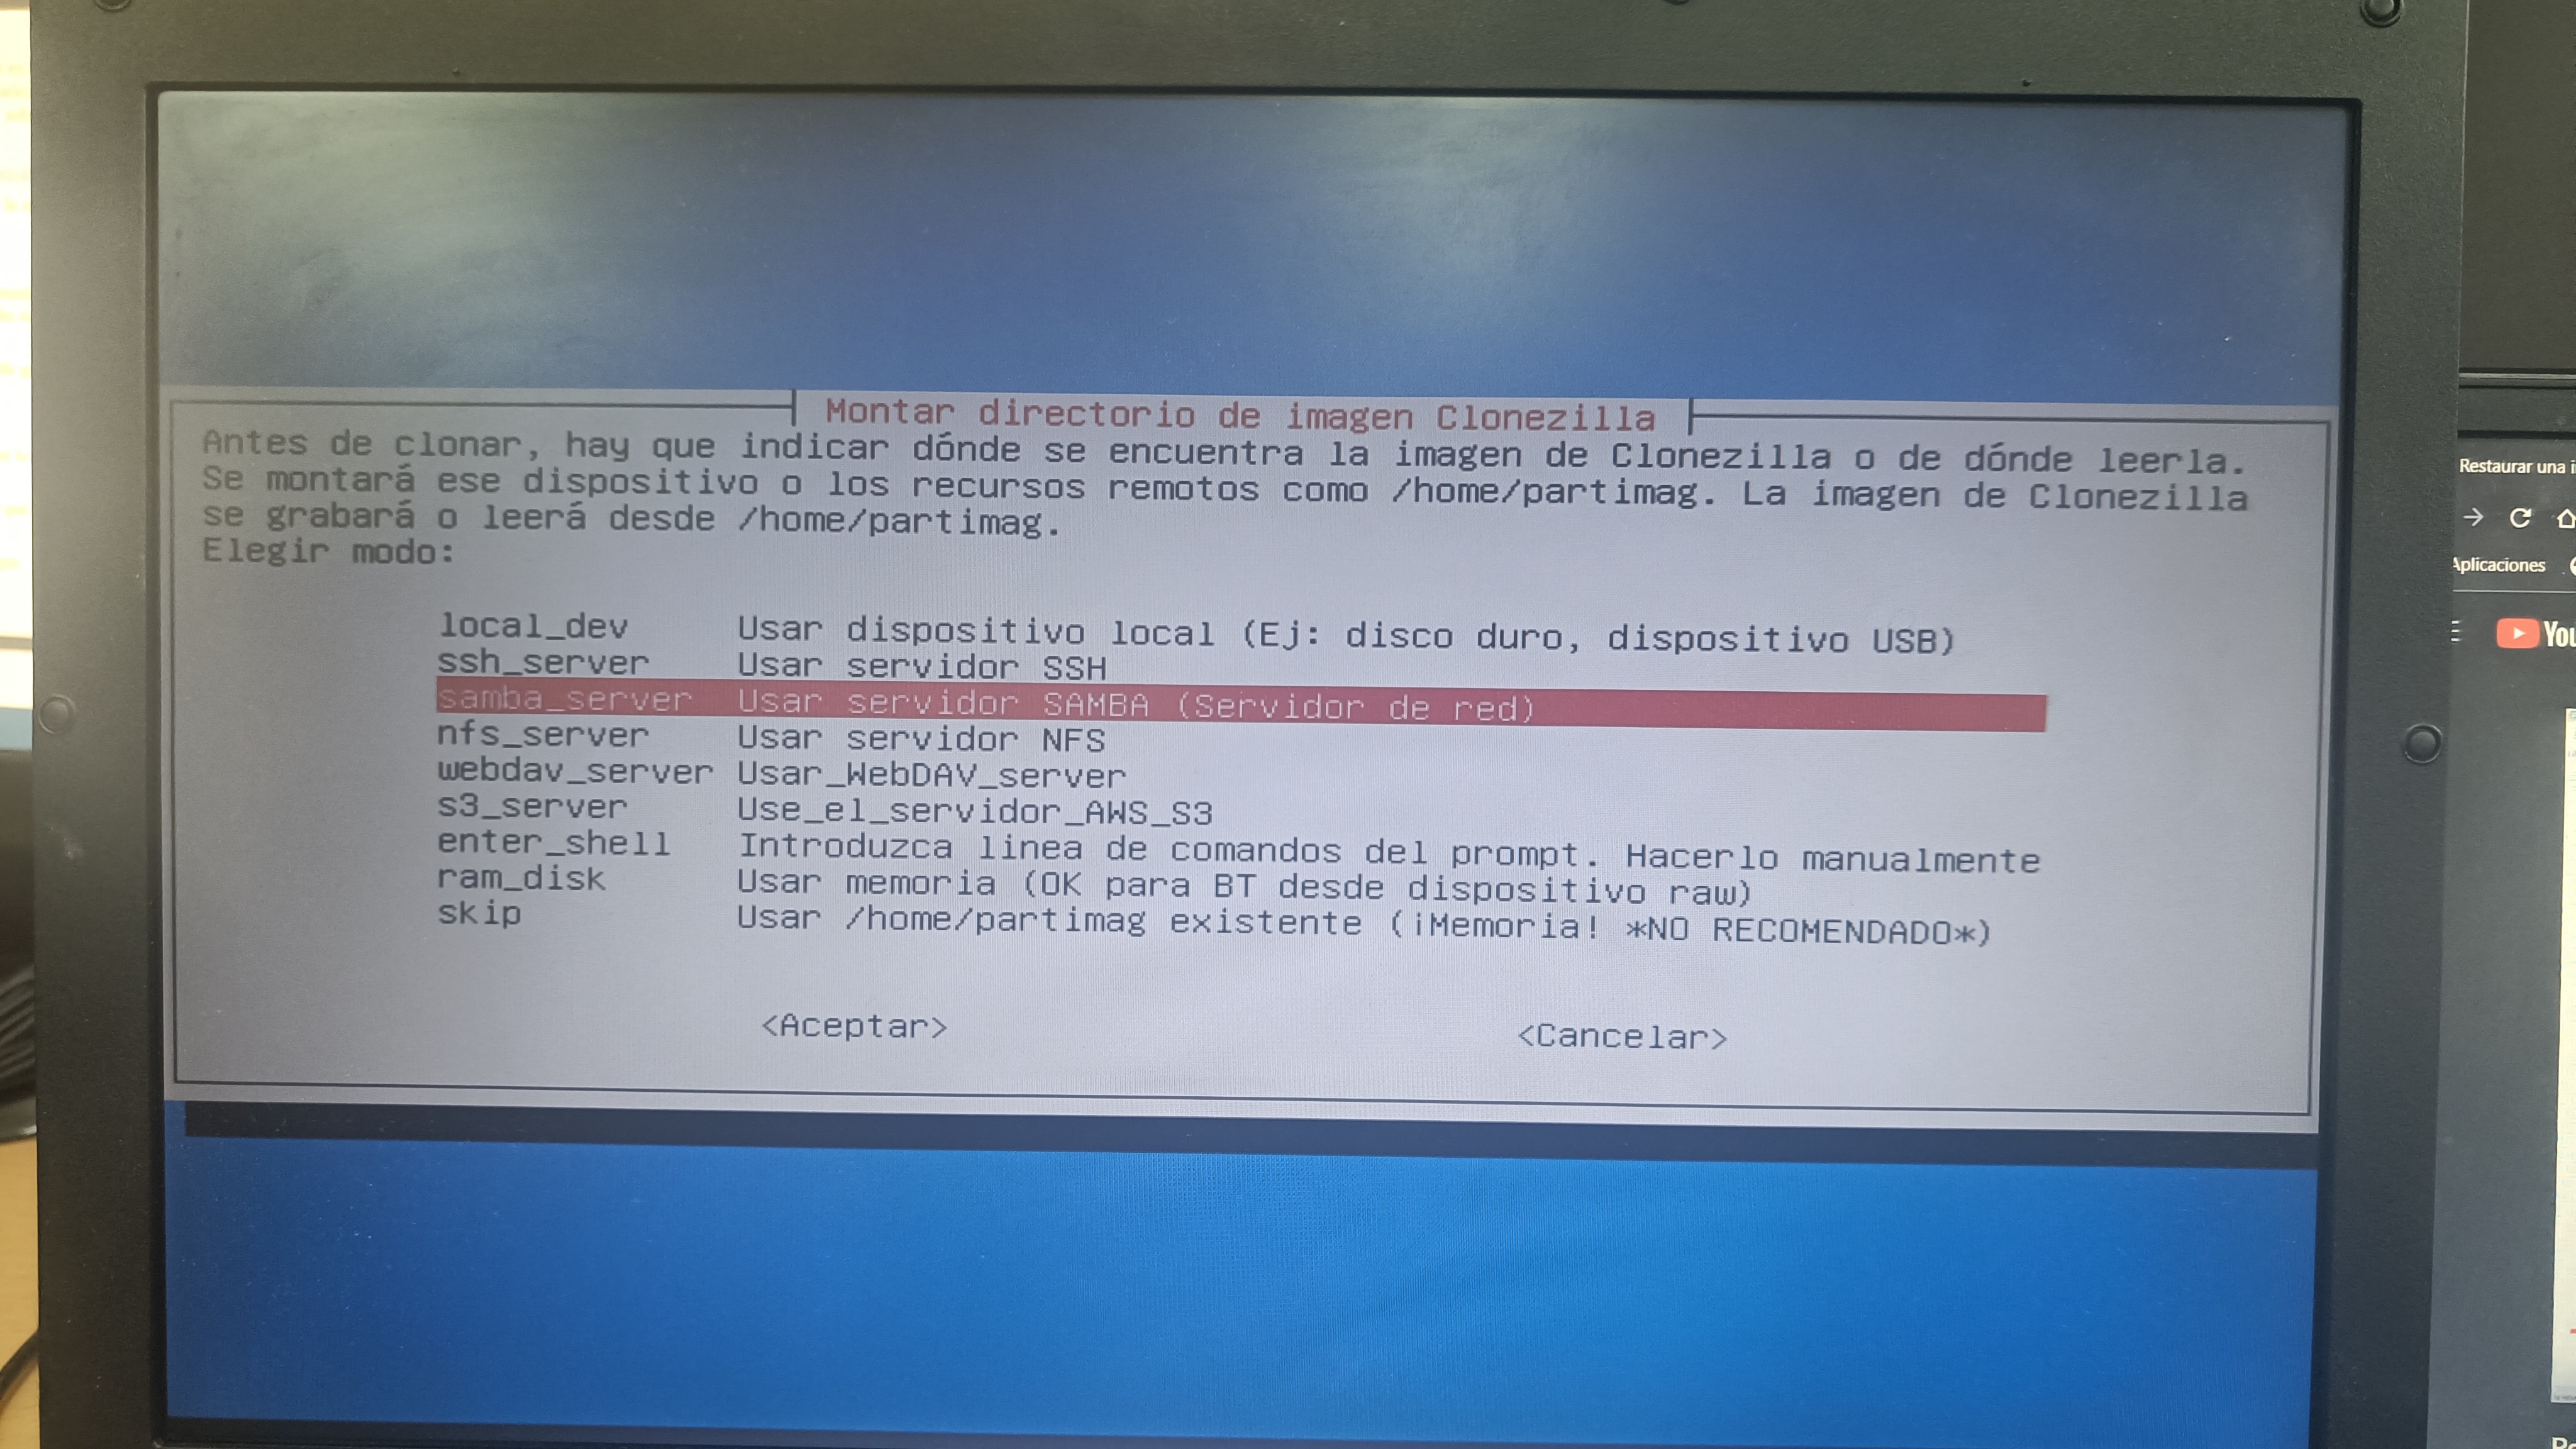 Montar directorio de imagen Clonezilla
Antes de clonar, hay que indicar dónde se encuentra la imagen de Clonezilla o de dónde leerla.
Se montará ese dispositivo o los recursos remotos como /home/partimag. La imagen de Clonezilla
se grabará o leerá desde /home/partimag.
Elegir modo:
local_dev Usar dispositivo local (Ej: disco duro, dispositivo USB)
ssh_server Usar servidor SSH
samba_server Usar servidor SAMBA (Servidor de red)
nfs_server Usar servidor NFS
webdav_server Usar_WebDAV_server
s3_server Use_el_servidor_AWS_S3
enter_shell Introduzca linea de comandos del prompt. Hacerlo manualmente
ram_disk Usar memoria (OK para BT desde dispositivo raw)
skip Usar /home/partimag existente (¡Memoria! *NO RECOMENDADO*)
<Aceptar> <Cancelar>
Restaurar una i
Aplicaciones
You